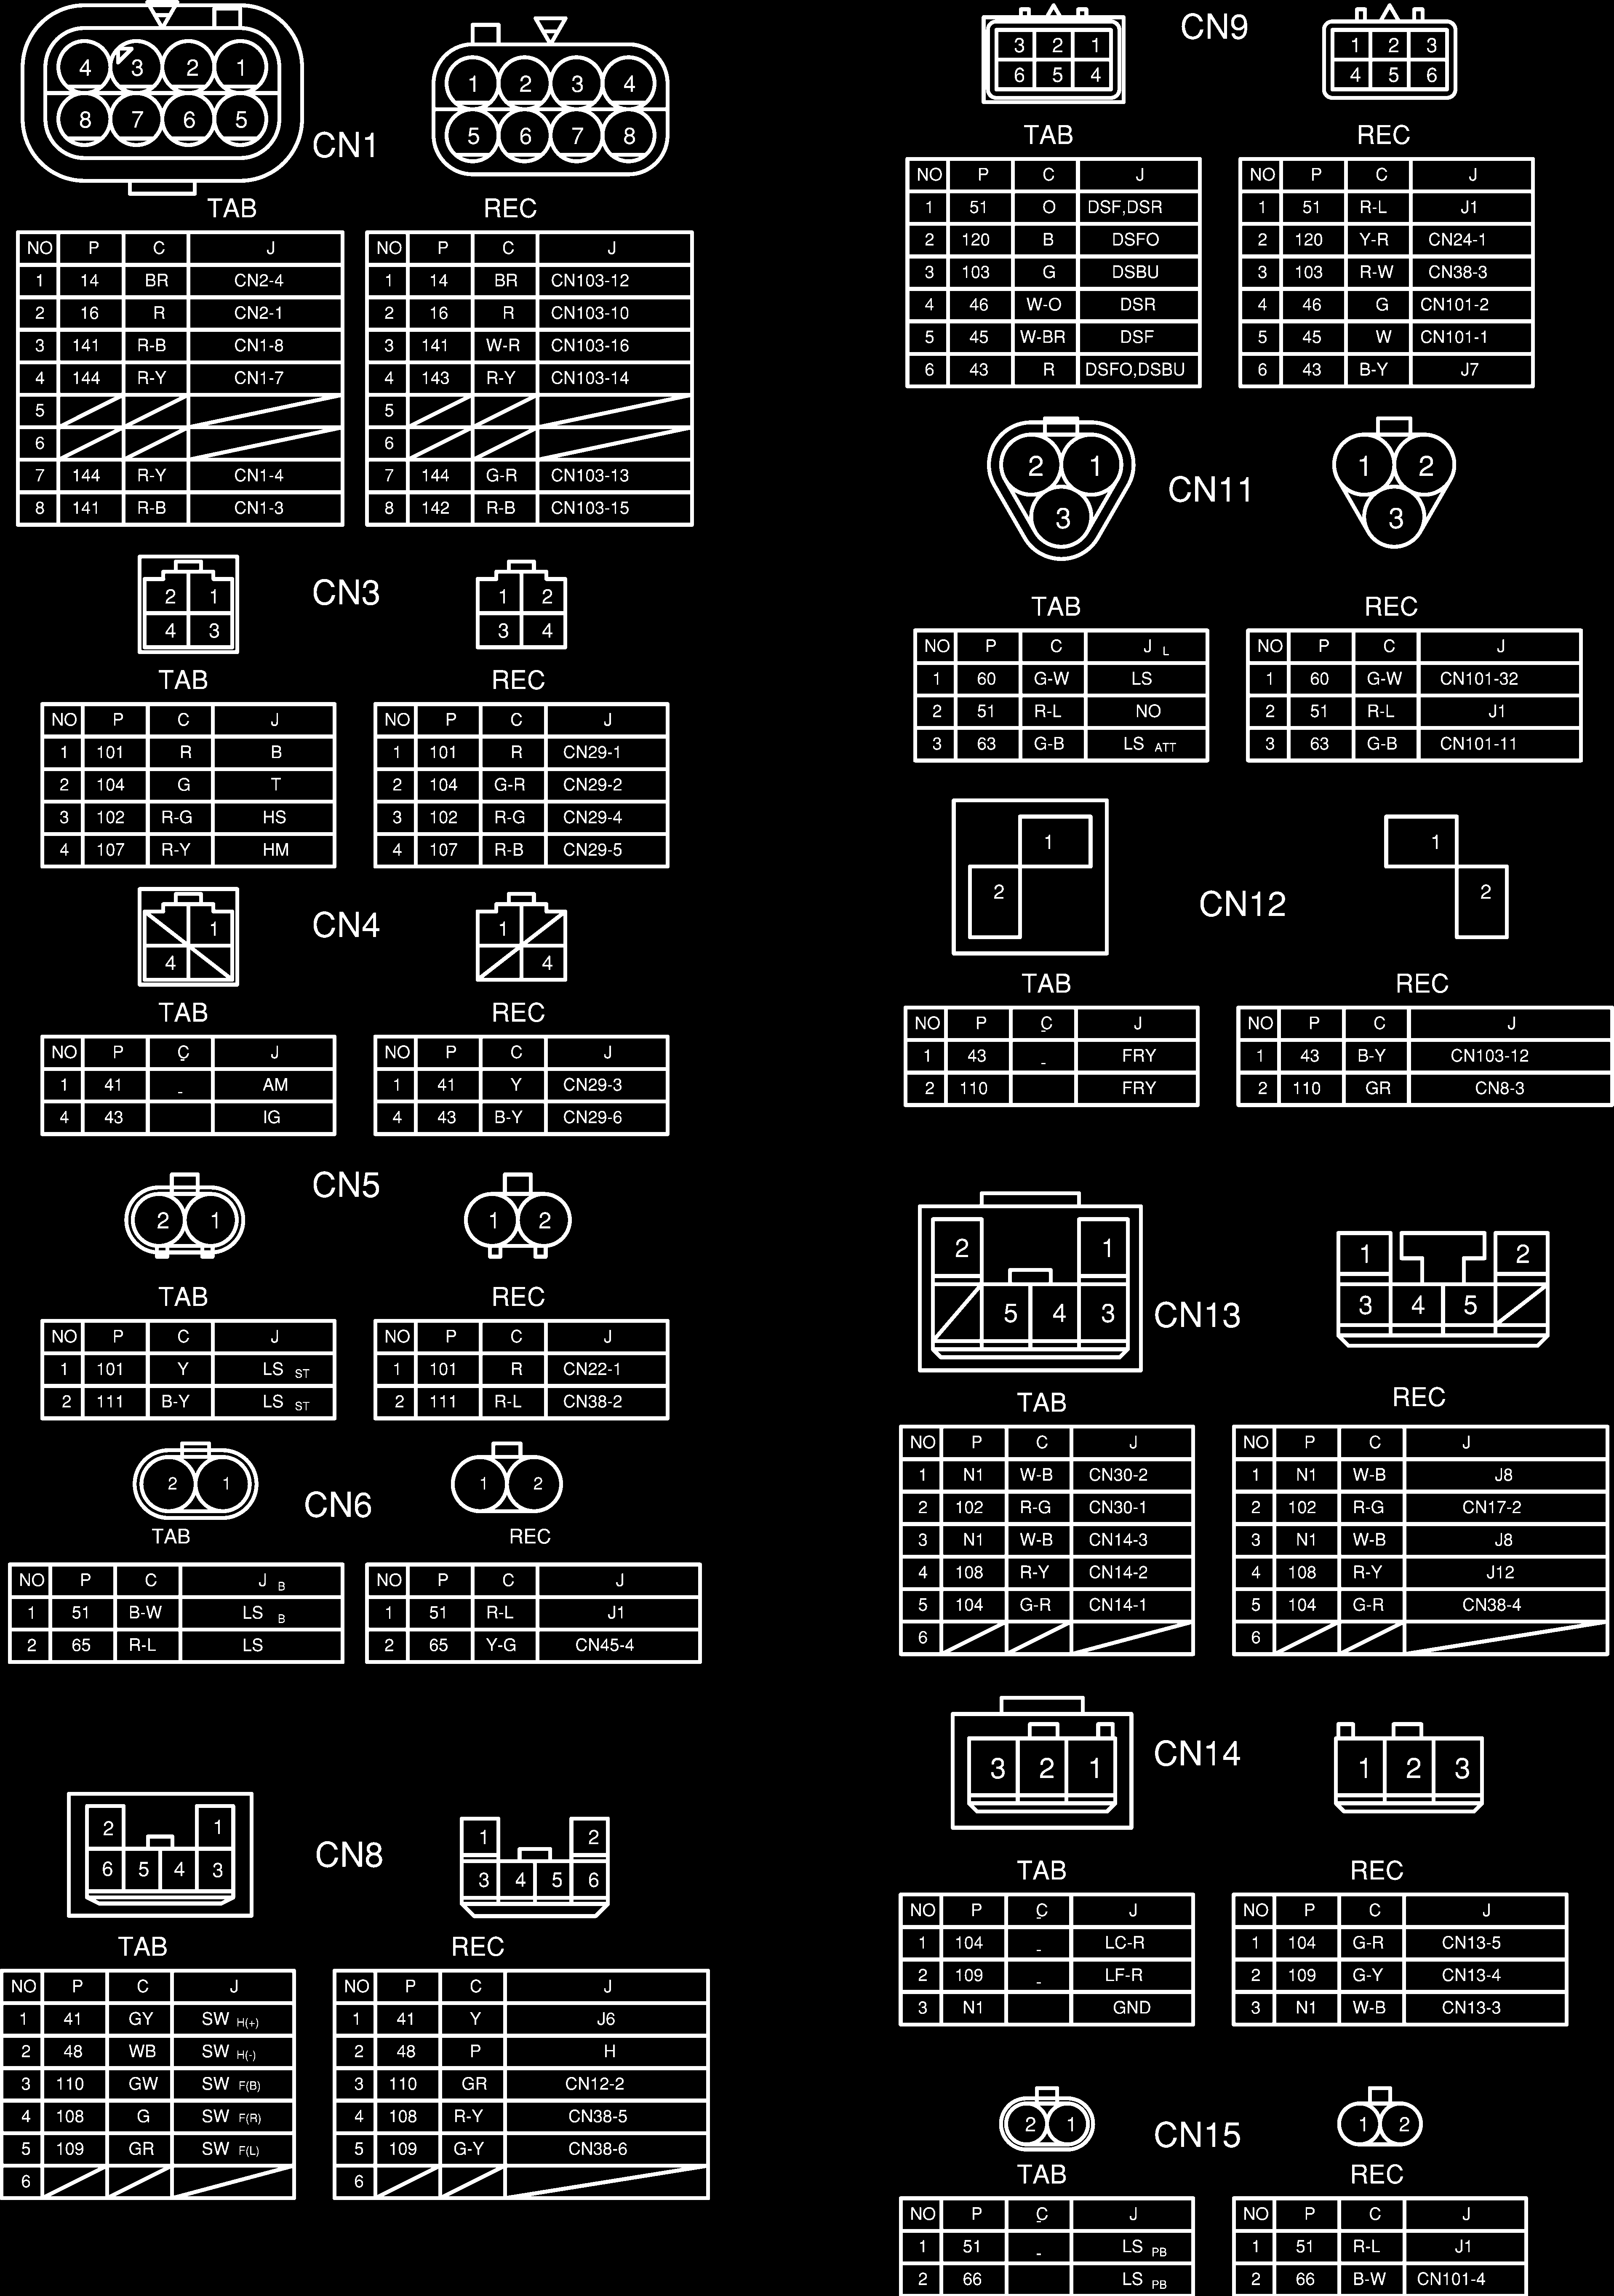 4 3 2 1
8 7 6 5
CN1
1 2 3 4
5 6 7 8
TAB
NO P C J
1 14 BR CN2-4
2 16 R CN2-1
3 141 R-B CN1-8
4 144 R-Y CN1-7
5
6
7 144 R-Y CN1-4
8 141 R-B CN1-3
REC
NO P C J
1 14 BR CN103-12
2 16 R CN103-10
3 141 W-R CN103-16
4 143 R-Y CN103-14
5
6
7 144 G-R CN103-13
8 142 R-B CN103-15
2 1
4 3
CN3
1 2
3 4
TAB
NO P C J
1 101 R B
2 104 G T
3 102 R-G HS
4 107 R-Y HM
REC
NO P C J
1 101 R CN29-1
2 104 G-R CN29-2
3 102 R-G CN29-4
4 107 R-B CN29-5
1
4
CN4
1
4
TAB
NO P C J
1 41 - AM
4 43 IG
REC
NO P C J
1 41 Y CN29-3
4 43 B-Y CN29-6
CN5
2 1
1 2
TAB
NO P C J
1 101 Y LS ST
2 111 B-Y LS ST
REC
NO P C J
1 101 R CN22-1
2 111 R-L CN38-2
2 1
CN6
1 2
TAB
NO P C J B
1 51 B-W LS B
2 65 R-L LS
REC
NO P C J
1 51 R-L J1
2 65 Y-G CN45-4
2 1
6 5 4 3
CN8
1 2
3 4 5 6
TAB
NO P C J
1 41 GY SW H(+)
2 48 WB SW H(-)
3 110 GW SW F(B)
4 108 G SW F(R)
5 109 GR SW F(L)
6
REC
NO P C J
1 41 Y J6
2 48 P H
3 110 GR CN12-2
4 108 R-Y CN38-5
5 109 G-Y CN38-6
6
3 2 1
6 5 4
CN9
1 2 3
4 5 6
TAB
NO P C J
1 51 O DSF,DSR
2 120 B DSFO
3 103 G DSBU
4 46 W-O DSR
5 45 W-BR DSF
6 43 R DSFO,DSBU
REC
NO P C J
1 51 R-L J1
2 120 Y-R CN24-1
3 103 R-W CN38-3
4 46 G CN101-2
5 45 W CN101-1
6 43 B-Y J7
2 1
3
CN11
1 2
3
TAB
NO P C J L
1 60 G-W LS
2 51 R-L NO
3 63 G-B LS ATT
REC
NO P C J
1 60 G-W CN101-32
2 51 R-L J1
3 63 G-B CN101-11
1
2
CN12
1
2
TAB
NO P C J
1 43 - FRY
2 110 FRY
REC
NO P C J
1 43 B-Y CN103-12
2 110 GR CN8-3
2 1
5 4 3
CN13
1 2
3 4 5
TAB
NO P C J
1 N1 W-B CN30-2
2 102 R-G CN30-1
3 N1 W-B CN14-3
4 108 R-Y CN14-2
5 104 G-R CN14-1
6
REC
NO P C J
1 N1 W-B J8
2 102 R-G CN17-2
3 N1 W-B J8
4 108 R-Y J12
5 104 G-R CN38-4
6
3 2 1
CN14
1 2 3
TAB
NO P C J
1 104 - LC-R
2 109 - LF-R
3 N1 GND
REC
NO P C J
1 104 G-R CN13-5
2 109 G-Y CN13-4
3 N1 W-B CN13-3
2 1
CN15
1 2
TAB
NO P C J
1 51 - LS PB
2 66 LS PB
REC
NO P C J
1 51 R-L J1
2 66 B-W CN101-4